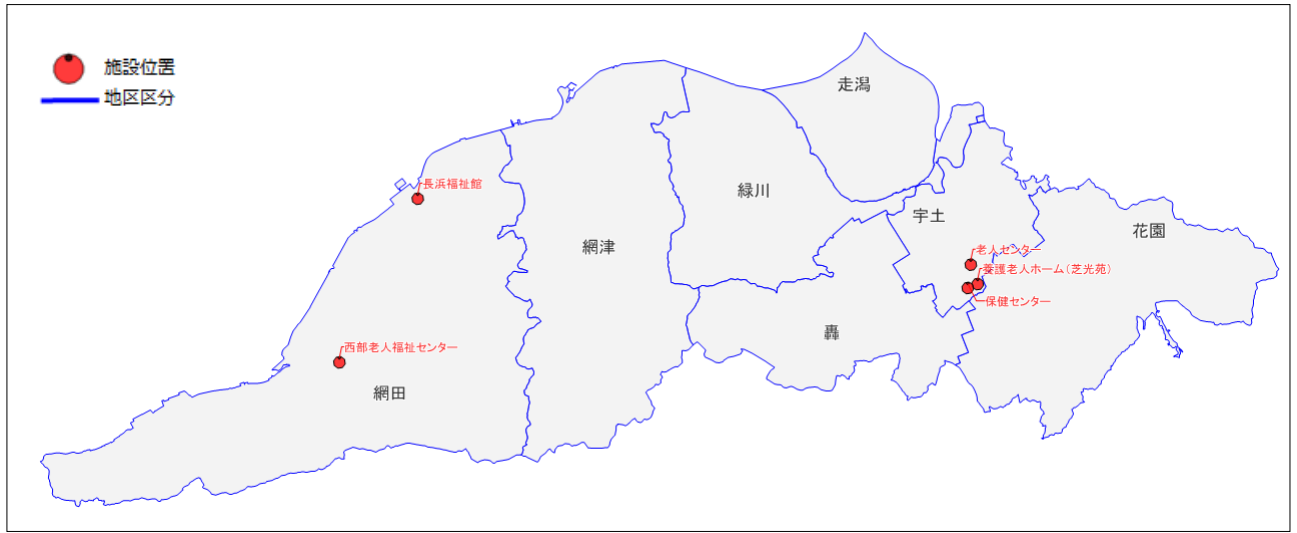 施設位置
地区区分
走潟
長浜福祉館
緑川
宇土
花園
網津
老人センター
養護老人ホーム(芝光苑)
保健センター
轟
西部老人福祉センター
網田